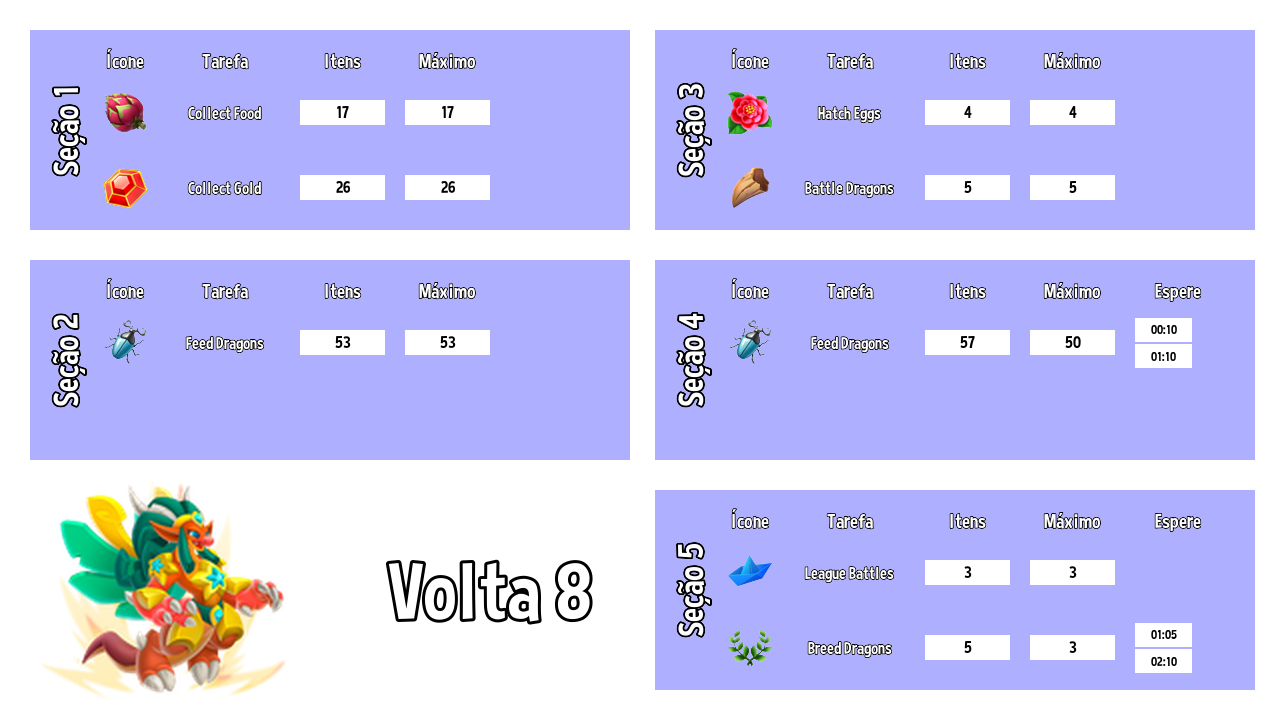 Seção 1
Ícone Tarefa Itens Máximo
Collect Food 17 17
Collect Gold 26 26
Seção 2
Ícone Tarefa Itens Máximo
Feed Dragons 53 53
Seção 3
Ícone Tarefa Itens Máximo
Hatch Eggs 4 4
Battle Dragons 5 5
Seção 4
Ícone Tarefa Itens Máximo Espere
Feed Dragons 57 50 00:10
01:10
Seção 5
Ícone Tarefa Itens Máximo Espere
League Battles 3 3
Breed Dragons 5 3 01:05
02:10
Volta 8